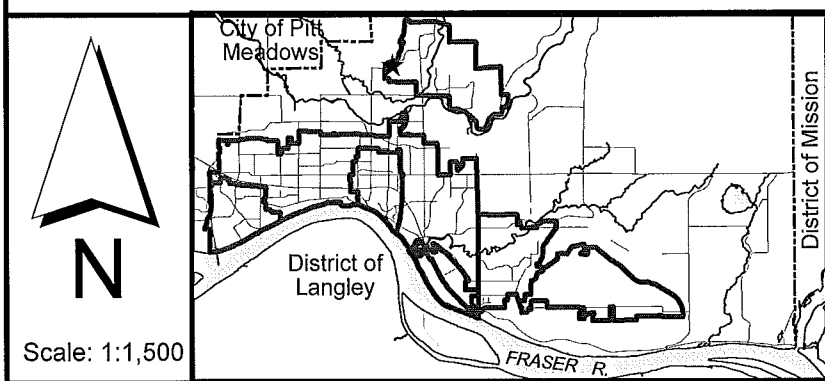 City of Pitt
Meadows
District of Mission
District of
Langley
N
Scale: 1:1,500
FRASER R.